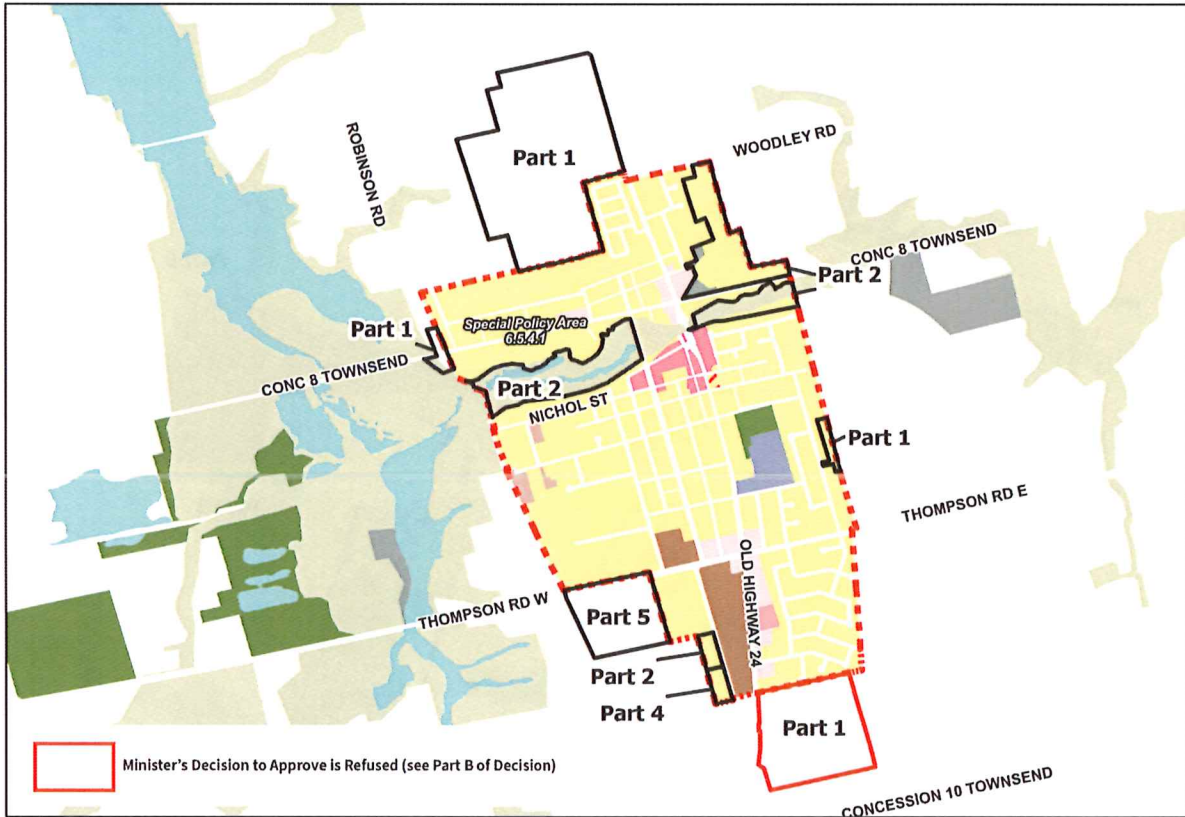 Part 1
WOODLEY RD
ROBINSON RD
CONC 8 TOWNSEND
Part 2
Part 1
Special Policy Area
6.5.4.1
CONC 8 TOWNSEND
Part 2
NICHOL ST
Part 1
THOMPSON RD E
OLD HIGHWAY 24
THOMPSON RD W
Part 5
Part 2
Part 4
Part 1
Minister's Decision to Approve is Refused (see Part B of Decision)
CONCESSION 10 TOWNSEND